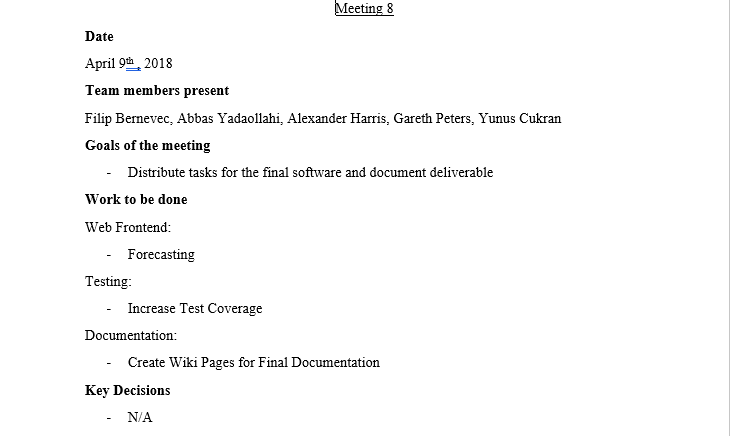 Meeting 8
Date
April 9th, 2018
Team members present
Filip Bernevec, Abbas Yadaollahi, Alexander Harris, Gareth Peters, Yunus Cukran
Goals of the meeting
- Distribute tasks for the final software and document deliverable
Work to be done
Web Frontend:
- Forecasting
Testing:
- Increase Test Coverage
Documentation:
- Create Wiki Pages for Final Documentation
Key Decisions
- N/A